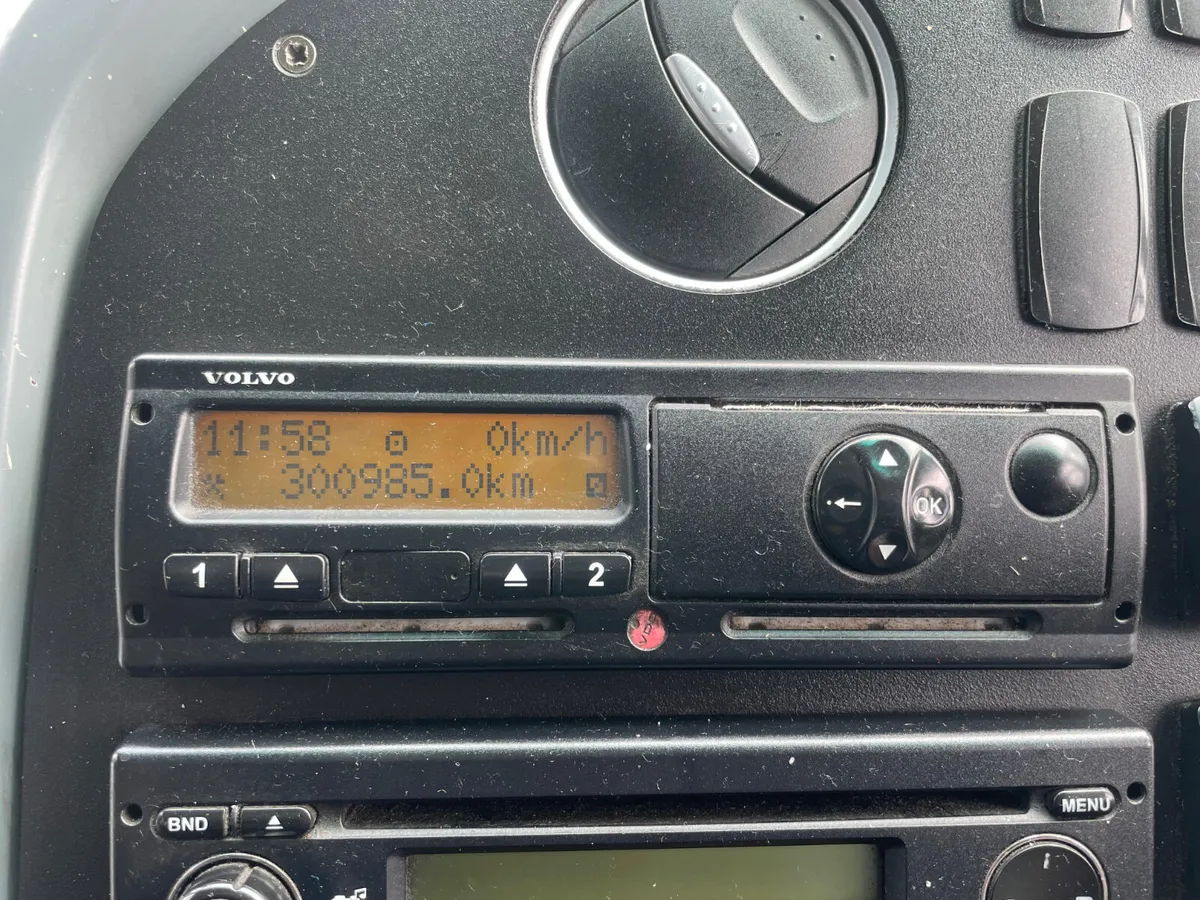 VOLVO
11:58 0km/h
300985.0km
OK
1 2
BND MENU
i